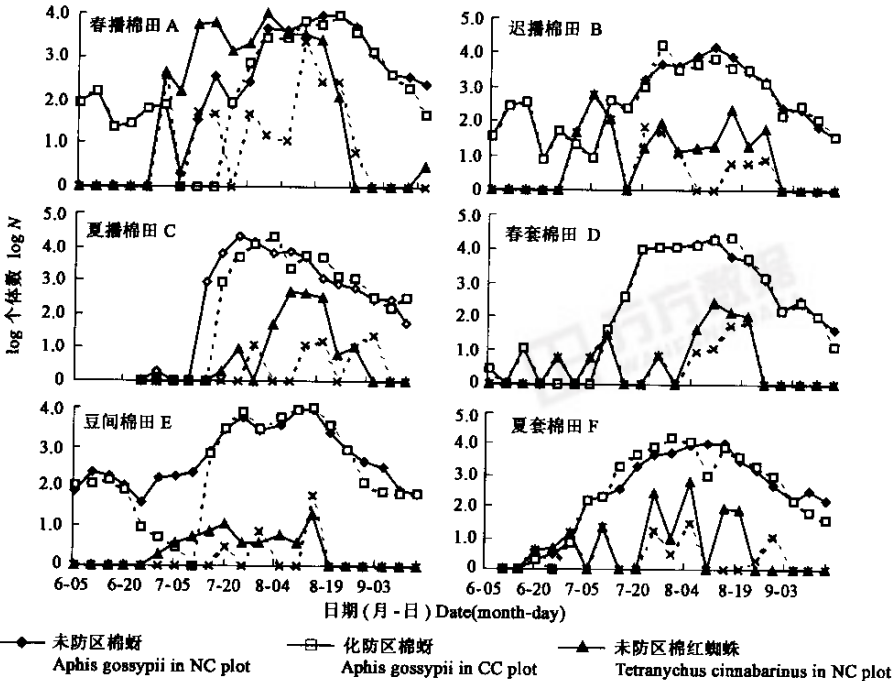 春播棉田 A
4.0
3.0
2.0
1.0
0
迟播棉田 B
5.0
4.0
3.0
2.0
1.0
0
log 个体数 log N
夏播棉田 C
5.0
4.0
3.0
2.0
1.0
0
春套棉田 D
5.0
4.0
3.0
2.0
1.0
0
豆间棉田 E
4.0
3.0
2.0
1.0
0
6-05 6-20 7-05 7-20 8-04 8-19 9-03
夏套棉田 F
5.0
4.0
3.0
2.0
1.0
0
6-05 6-20 7-05 7-20 8-04 8-19 9-03
日期(月-日) Date(month-day)
未防区棉蚜 化防区棉蚜 未防区棉红蜘蛛
Aphis gossypii in NC plot Aphis gossypii in CC plot Tetranychus cinnabarinus in NC plot